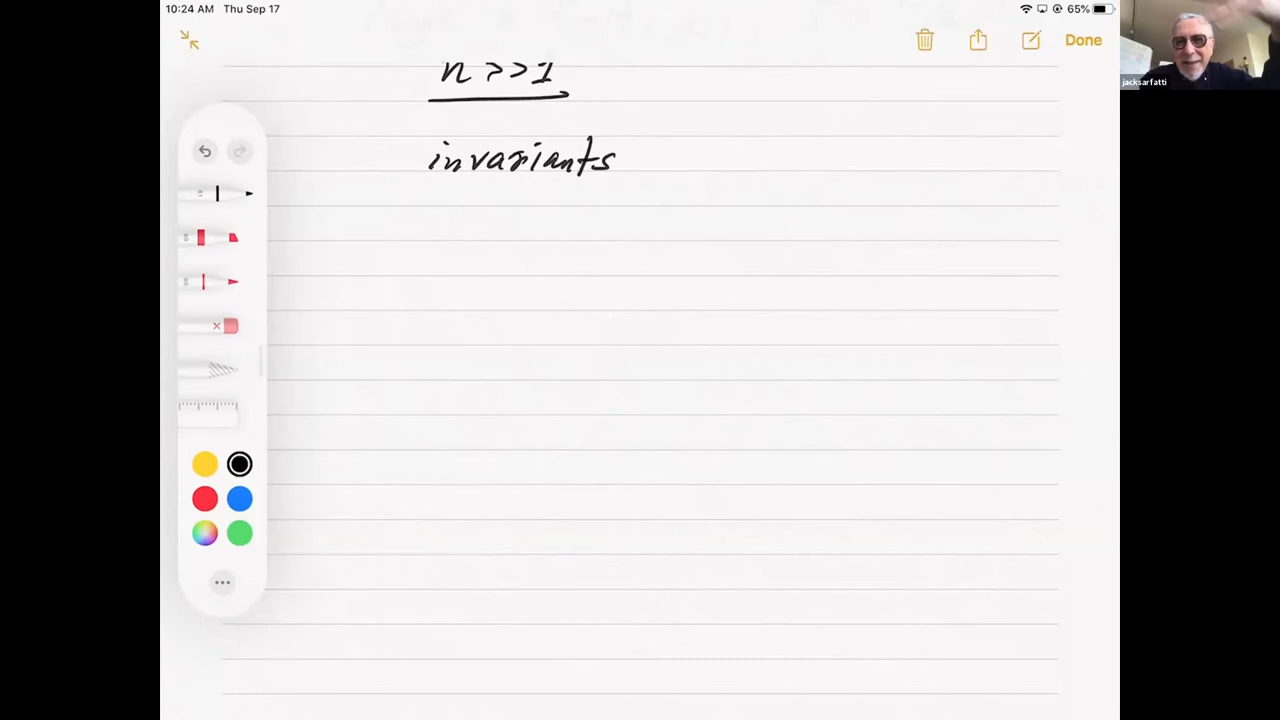 10:24 AM Thu Sep 17 65%
Done
jacksarfatti
n >>1
invariants